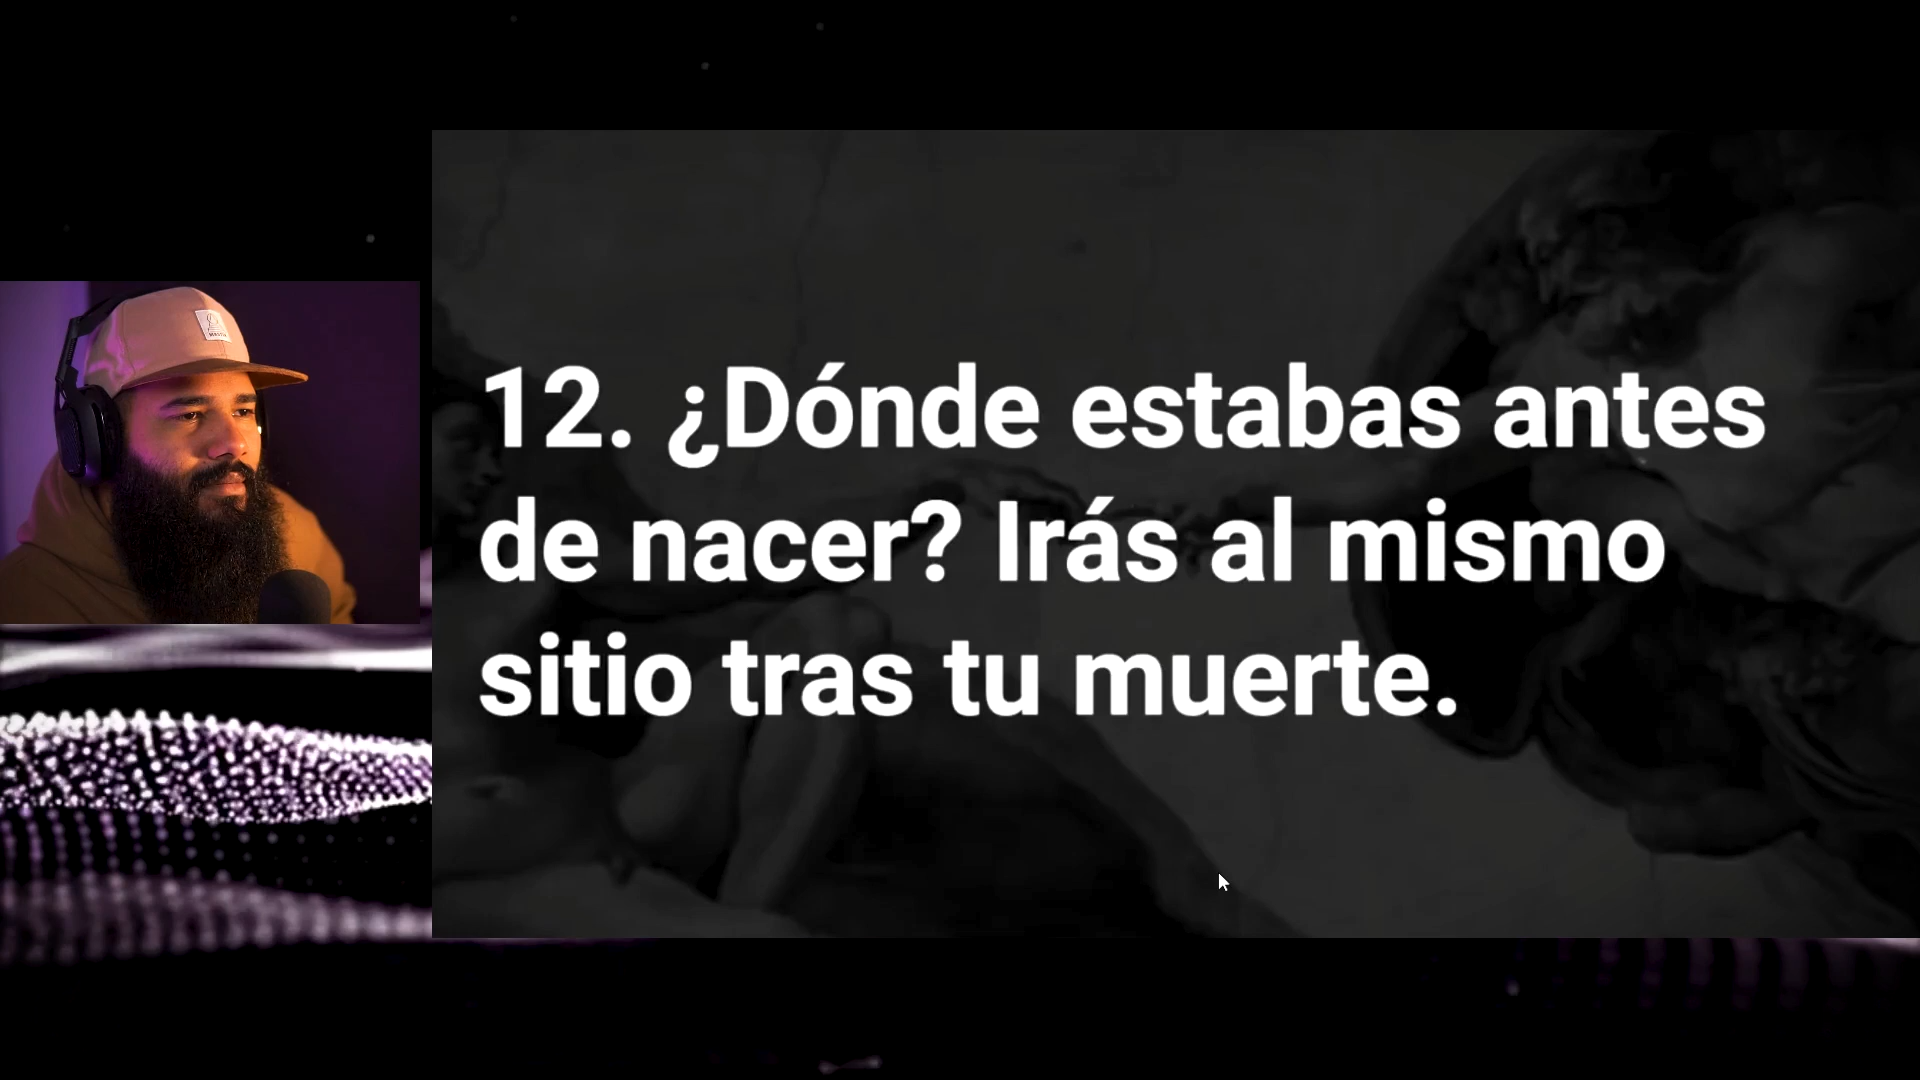 12. ¿Dónde estabas antes
de nacer? Irás al mismo
sitio tras tu muerte.